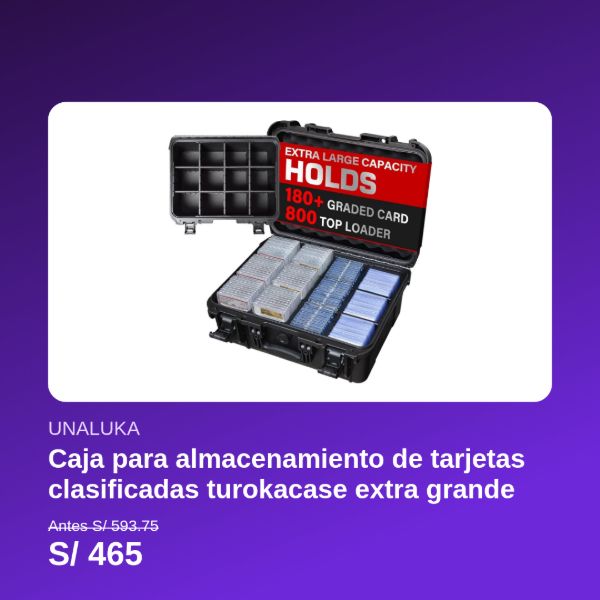 EXTRA LARGE CAPACITY
HOLDS
180+ GRADED CARD
800 TOP LOADER
UNALUKA
Caja para almacenamiento de tarjetas
clasificadas turokacase extra grande
Antes S/ 593.75
S/ 465